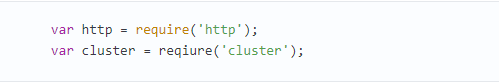 var http = require('http');
var cluster = reqiure('cluster');